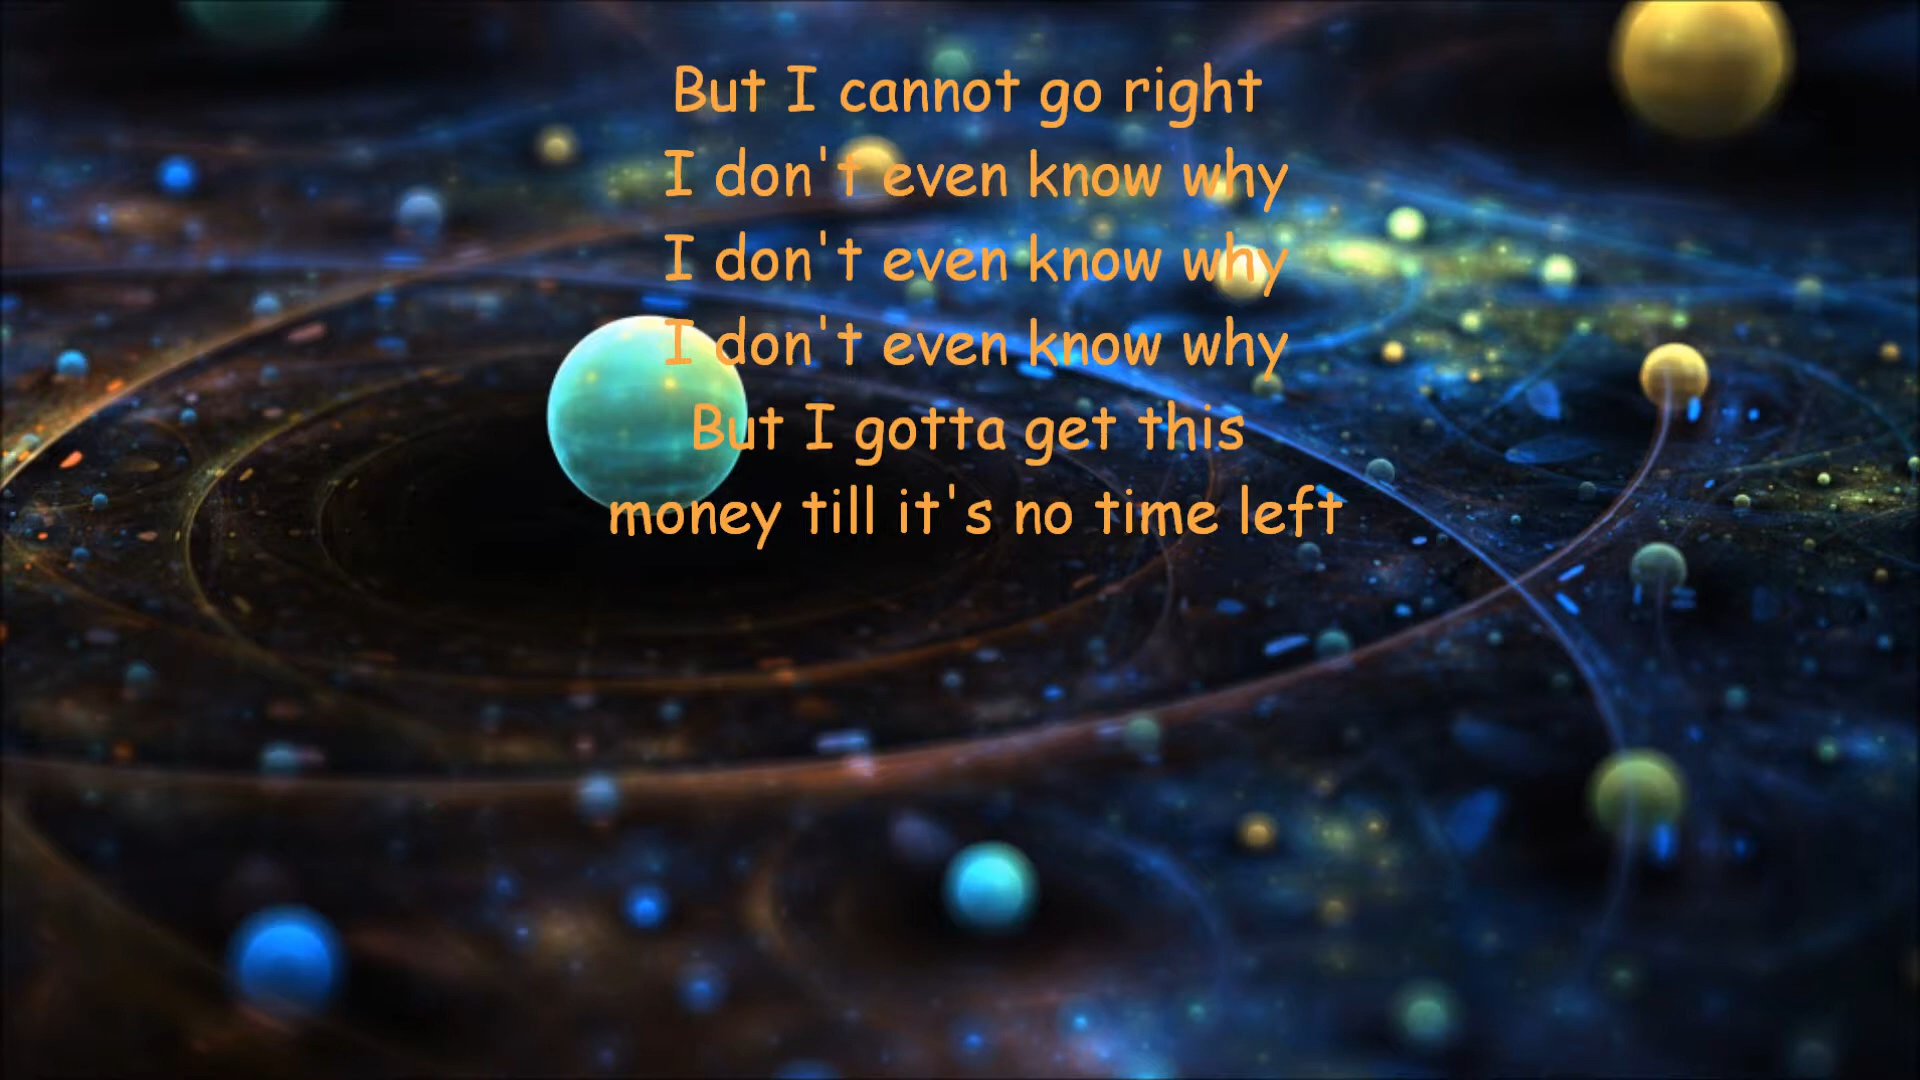 But I cannot go right
I don't even know why
I don't even know why
I don't even know why
But I gotta get this
money till it's no time left